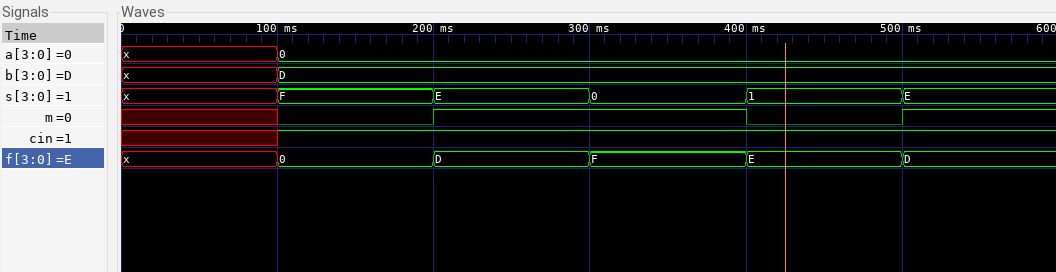 Signals
Waves
Time
0 100 ms 200 ms 300 ms 400 ms 500 ms 600
a[3:0]=0 x 0
b[3:0]=D x D
s[3:0]=1 x F E 0 1 E
m=0
cin=1
f[3:0]=E x 0 D F E D